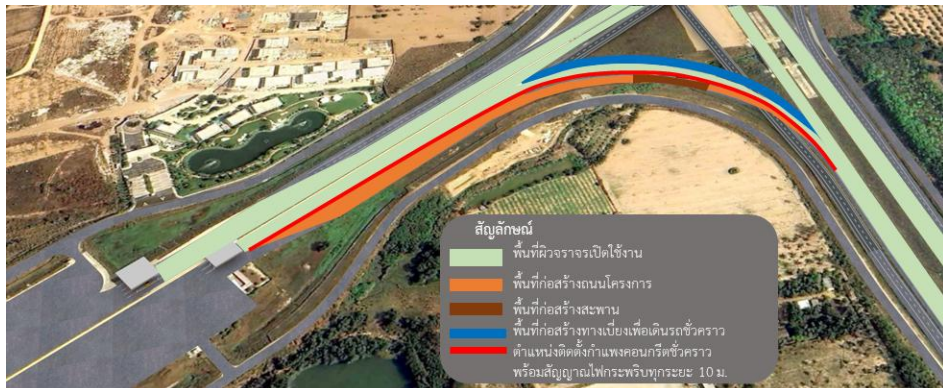 สัญลักษณ์
พื้นที่ผิวจราจรเปิดใช้งาน
พื้นที่ก่อสร้างถนนโครงการ
พื้นที่ก่อสร้างสะพาน
พื้นที่ก่อสร้างทางเบี่ยงเพื่อเดินรถชั่วคราว
ตำแหน่งติดตั้งกำแพงคอนกรีตชั่วคราว
พร้อมสัญญาณไฟกระพริบทุกระยะ 10 ม.